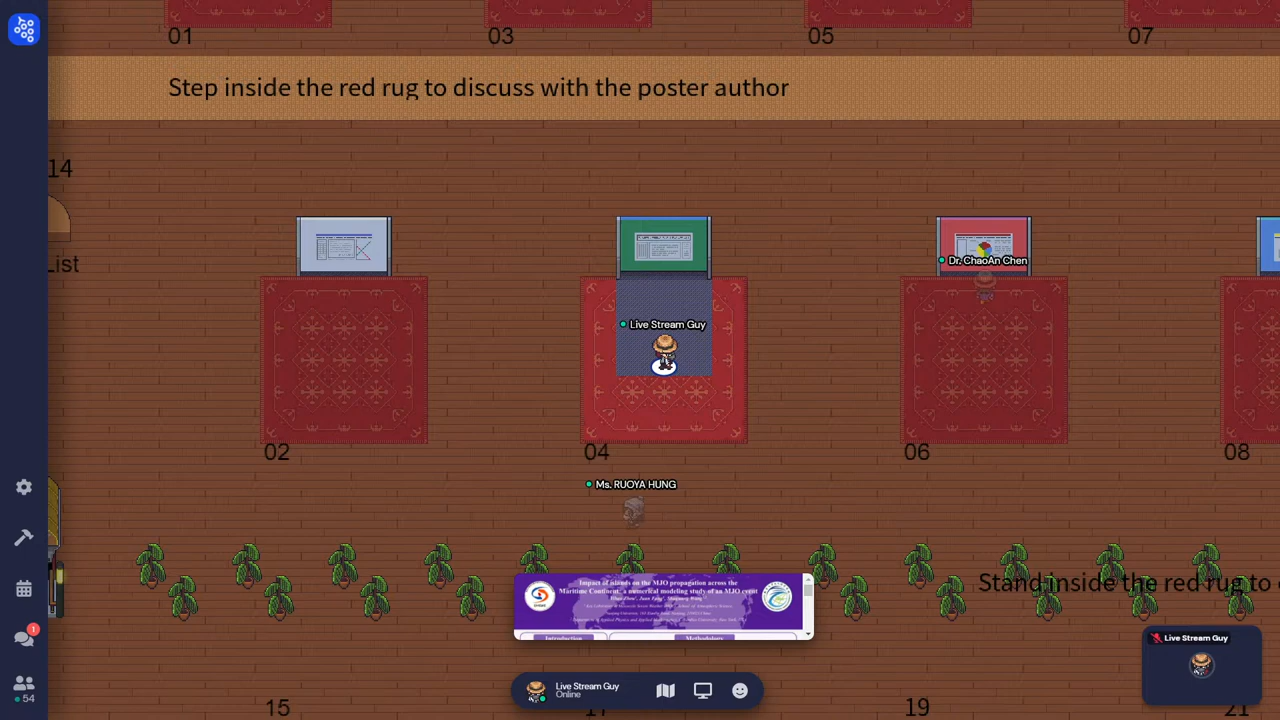 01
03
05
07
Step inside the red rug to discuss with the poster author
14
List
Dr. ChaoAn Chen
Live Stream Guy
02
04
06
08
Ms. RUOYA HUNG
Stand inside the red rug to
Impact of islands on the MJO propagation across the
Maritime Continent: a numerical modeling study of an MJO event
Introduction
Methodology
Live Stream Guy
1
54
Live Stream Guy
Online
15
17
19
21